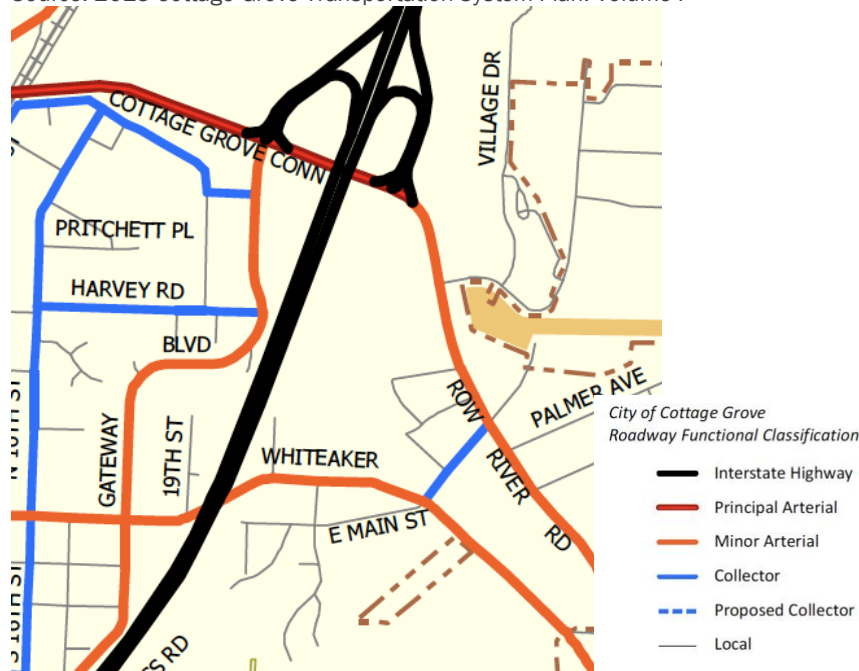 VILLAGE DR
COTTAGE GROVE CONN
PRITCHETT PL
HARVEY RD
BLVD
ROW
RIVER
RD
PALMER AVE
GATEWAY
19TH ST
WHITEAKER
E MAIN ST
City of Cottage Grove
Roadway Functional Classification
Interstate Highway
Principal Arterial
Minor Arterial
Collector
Proposed Collector
Local